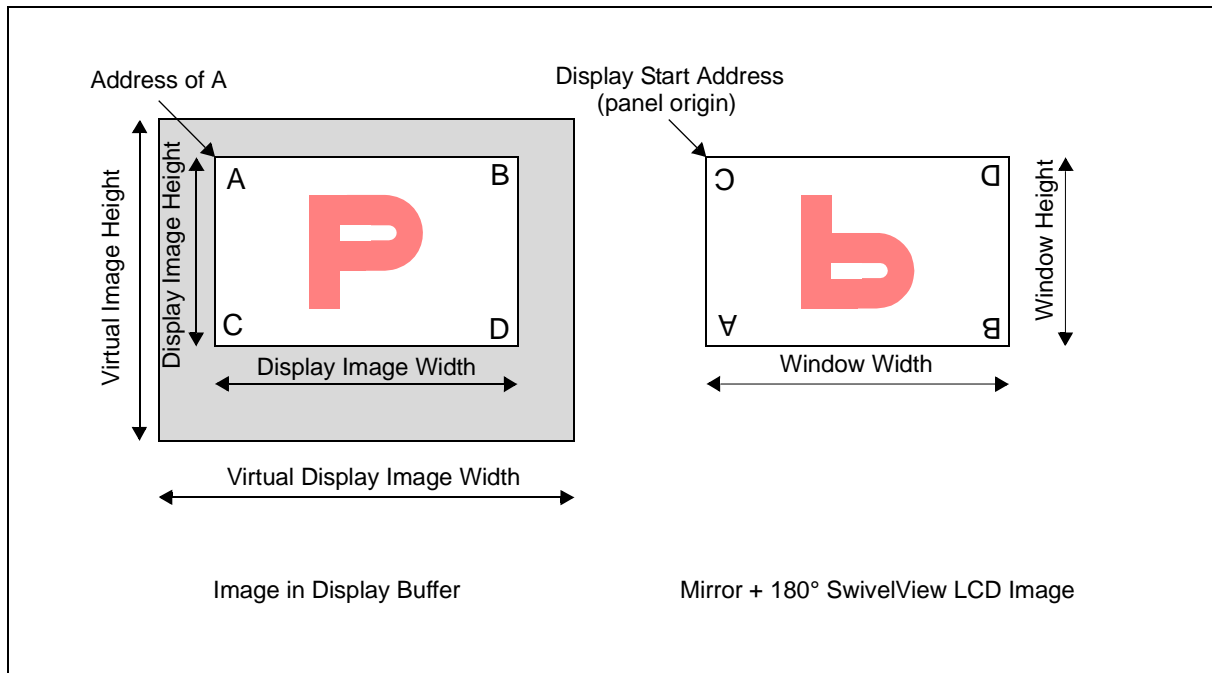 Address of A
Display Start Address
(panel origin)
Virtual Image Height
Display Image Height
A
B
C
D
P
Display Image Width
Virtual Display Image Width
C
D
A
B
P
Window Height
Window Width
Image in Display Buffer
Mirror + 180° SwivelView LCD Image